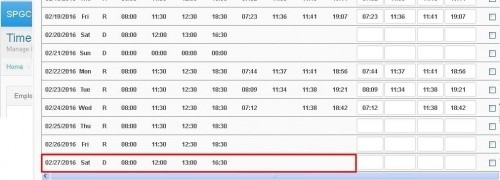 SPGC
Time
Manage
Home
Emplo
02/19/2016 Fri R 08:00 11:30 12:30 18:30 07:23 11:36 11:41 19:07 07:23 11:36 11:41 19:07
02/20/2016 Sat D 08:00 12:00 13:00 16:30
02/21/2016 Sun D 00:00 00:00 00:00 00:00
02/22/2016 Mon R 08:00 11:30 12:30 18:30 07:44 11:37 11:41 18:56 07:44 11:37 11:41 18:56
02/23/2016 Tue R 08:00 11:30 12:30 18:30 08:09 11:34 11:38 19:21 08:09 11:34 11:38 19:21
02/24/2016 Wed R 08:00 11:30 12:30 18:30 07:12 11:38 18:42 07:12 11:38 18:42
02/25/2016 Thu R 08:00 11:30 12:30 18:30
02/26/2016 Fri R 08:00 11:30 12:30 18:30
02/27/2016 Sat D 08:00 12:00 13:00 16:30